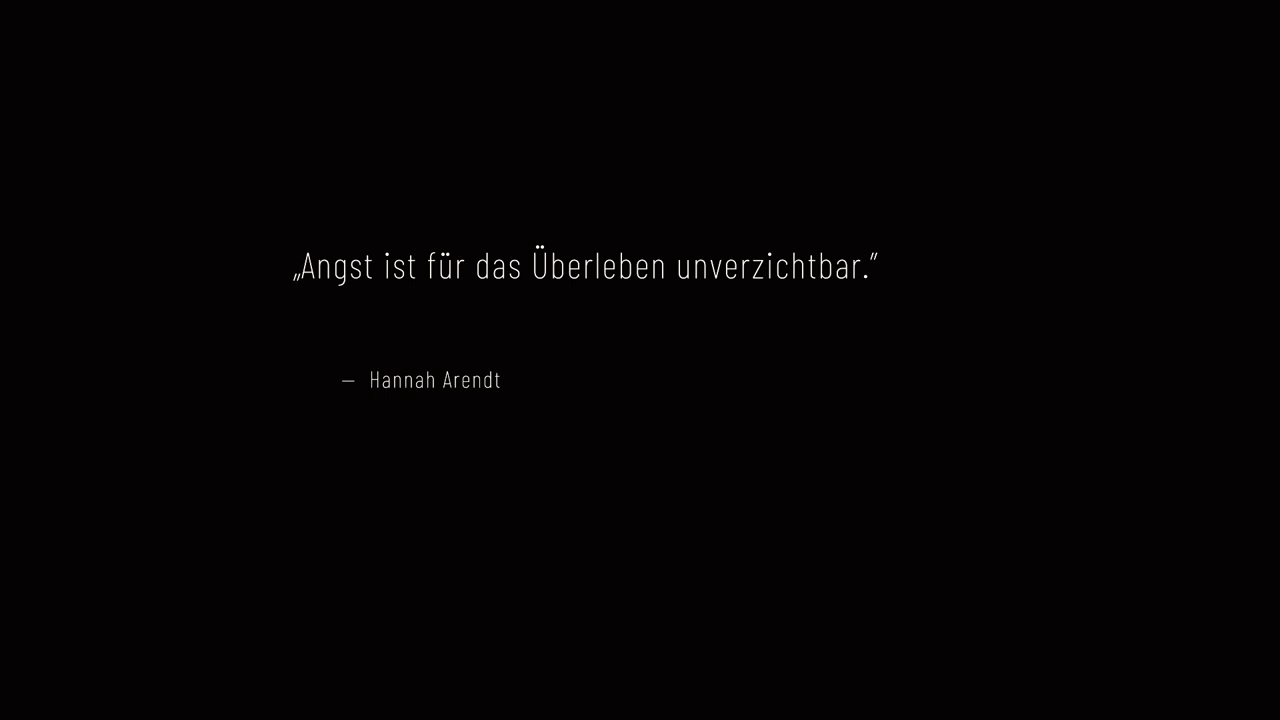 „Angst ist für das Überleben unverzichtbar.”
— Hannah Arendt